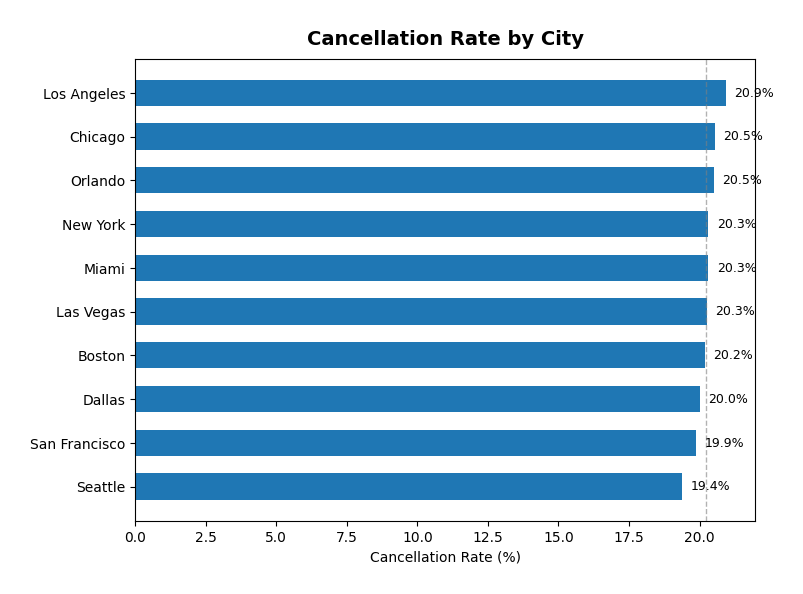 Cancellation Rate by City
Los Angeles 20.9%
Chicago 20.5%
Orlando 20.5%
New York 20.3%
Miami 20.3%
Las Vegas 20.3%
Boston 20.2%
Dallas 20.0%
San Francisco 19.9%
Seattle 19.4%
0.0 2.5 5.0 7.5 10.0 12.5 15.0 17.5 20.0
Cancellation Rate (%)